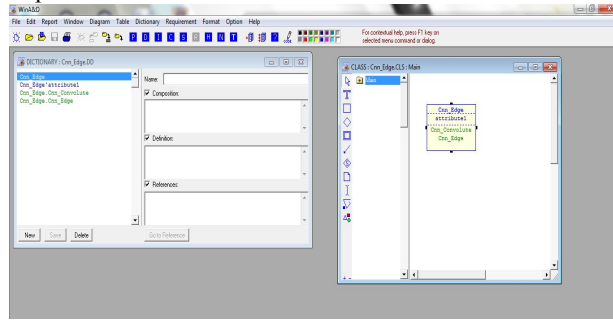 WinA&D
File Edit Report Window Diagram Table Dictionary Requirement Format Option Help
P D I C S E H N T
For contextual help, press F1 key on
selected menu command or dialog.
DICTIONARY : Cnn_Edge.DD
Cnn_Edge
Cnn_Edge'attribute1
Cnn_Edge.Cnn_Convolute
Cnn_Edge.Cnn_Edge
Name:
Composition:
Definition:
References:
New Save Delete Go to Reference
CLASS : Cnn_Edge.CLS : Main
Main
Cnn_Edge
attribute1
Cnn_Convolute
Cnn_Edge